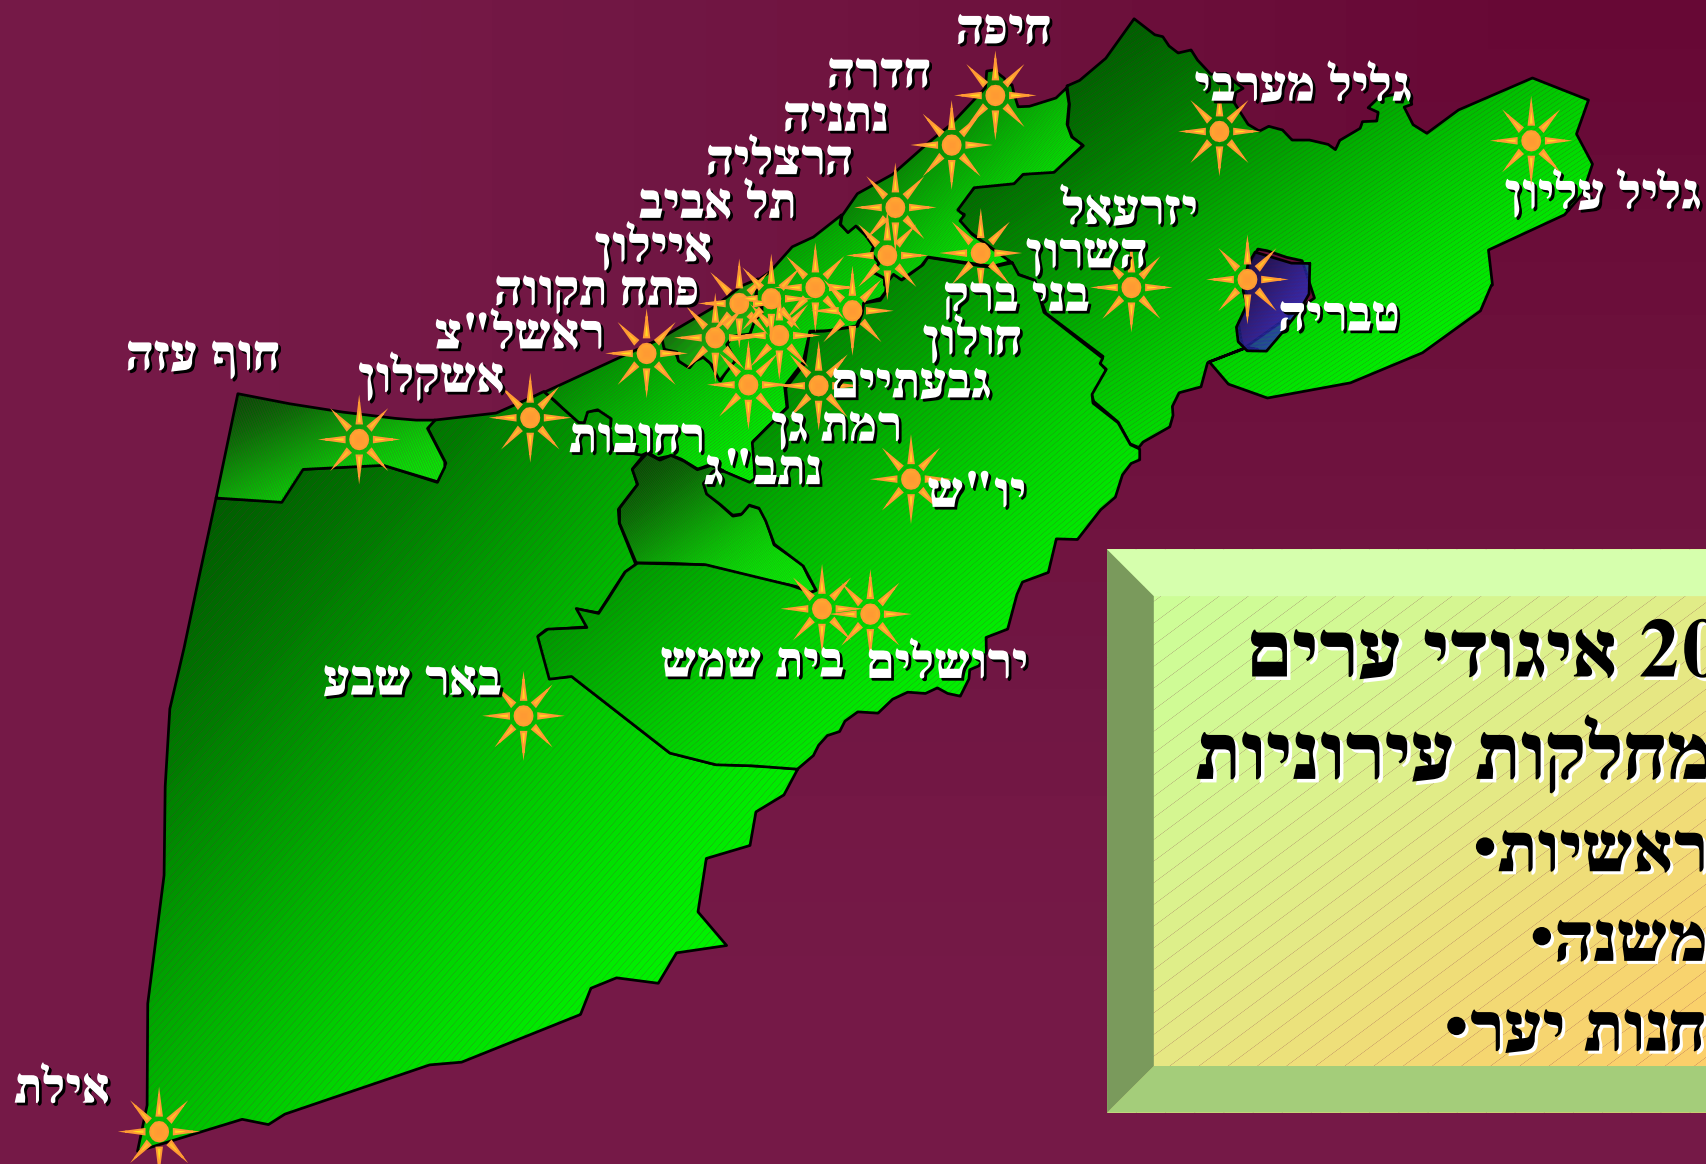 חיפה
חדרה
נתניה
הרצליה
תל אביב
איילון
פתח תקווה
ראשל"צ
אשקלון
חוף עזה
גליל מערבי
גליל עליון
יזרעאל
השרון
בני ברק
טבריה
חולון
גבעתיים
רמת גן
רחובות
נתב"ג
יו"ש
ירושלים
בית שמש
באר שבע
אילת
20 איגודי ערים
מחלקות עירוניות
ראשיות•
משנה•
חנות יער•